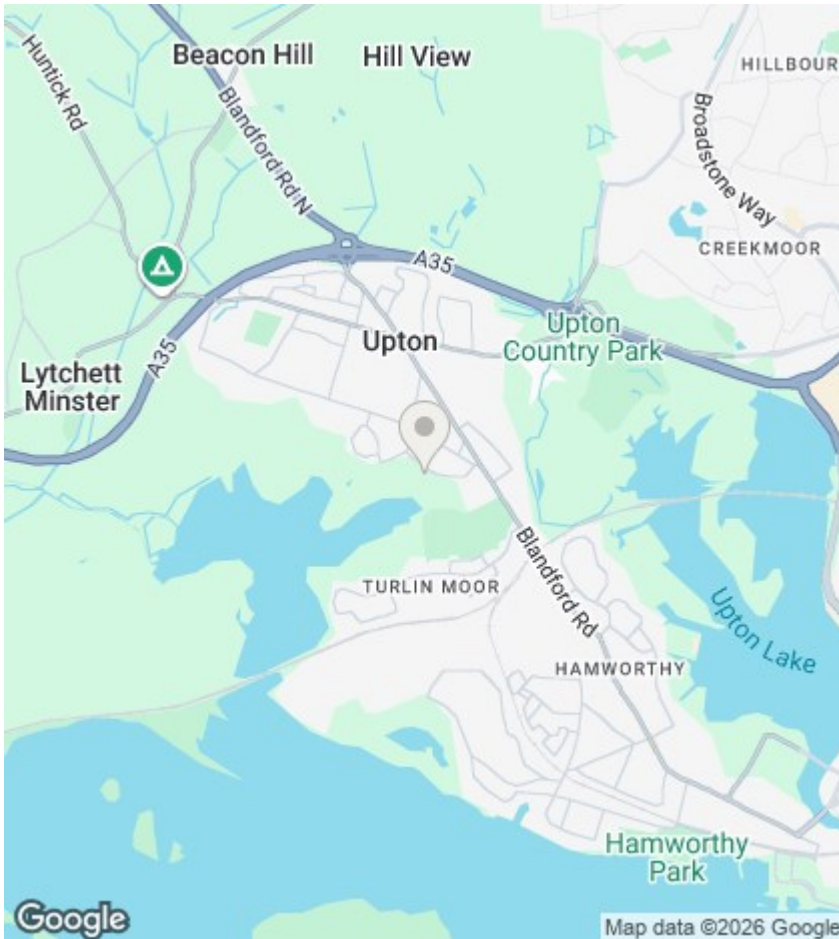 Beacon Hill
Hill View
HILLBOUR
Huntick Rd
Blandford Rd N
Broadstone Way
CREEKMOOR
A35
Upton
Country Park
Upton
A35
Lytchett
Minster
TURLIN MOOR
Blandford Rd
Upton Lake
HAMWORTHY
Hamworthy
Park
Google
Map data ©2026 Google